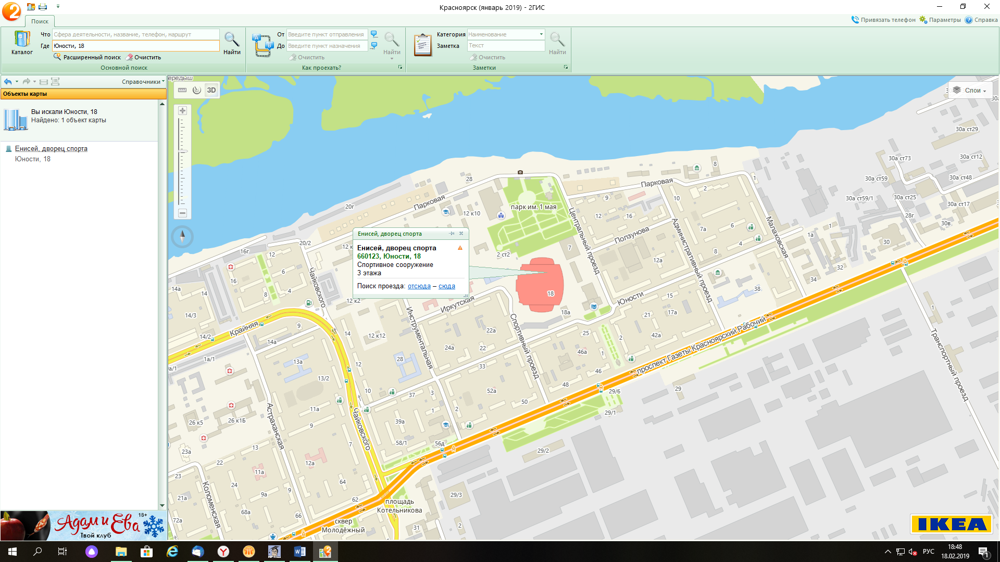 Красноярск (январь 2019) - 2ГИС
Поиск
Привязать телефон
Параметры
Справка
Каталог
Что
Сфера деятельности, название, телефон, маршрут
Где
Юности, 18
Расширенный поиск
Очистить
Найти
Основной поиск
От
Введите пункт отправления
До
Введите пункт назначения
Очистить
Найти
Как проехать?
Категория
Наименование
Заметка
Текст
Очистить
Найти
Заметки
Справочники
Объекты карты
Вы искали Юности, 18
Найдено: 1 объект карты
Енисей, дворец спорта
Юности, 18
3D
Слои
30а ст29
30а ст73
30а ст12
30а ст59
30а ст48
30а ст59/1
30а ст25
30а ст17
28г
30в
28
8
1
Парковая
Парковая
2
9
10
20г
12 к10
парк им. 1 мая
12
16
Центральный проезд
Ползунова
Административный проезд
7а
6
4
Малаховская
1а
1
30
Енисей, дворец спорта
Енисей, дворец спорта
660123, Юности, 18
Спортивное сооружение
3 этажа
Поиск проезда: отсюда – сюда
20/2
16г
12
2 ст2
7
12а
8
32
34
38
Чайковского
6
4
8
16
14
14а
14/3
18
18а
Юности
15
17а
21
42а
12 к2
Иркутская
Инструментальная
Спортивный проезд
Крайняя
14/2
9
14
12 к12
14а
22а
24а
22
25
2
46а
1
проспект Газеты Красноярский Рабочий
Транспортный проезд
1
1а/1
13а
12
28
33
46
13/2
10
37
3
52а
48
29/6
29
50
29/1
11а
39а
1
2
26 к5
26 к1Б
Астраханская
9
Чайковского
7
58/1
56д
13
29/2
23а
22
12а
11а
23
24
64
9а
9
Коломенская
21а
62
29/3
площадь
Котельникова
68а
66
72а
сквер
Молодёжный
31
2
Адам и Ева
18+
Твой клуб
IKEA
РУС
18:48
18.02.2019
1